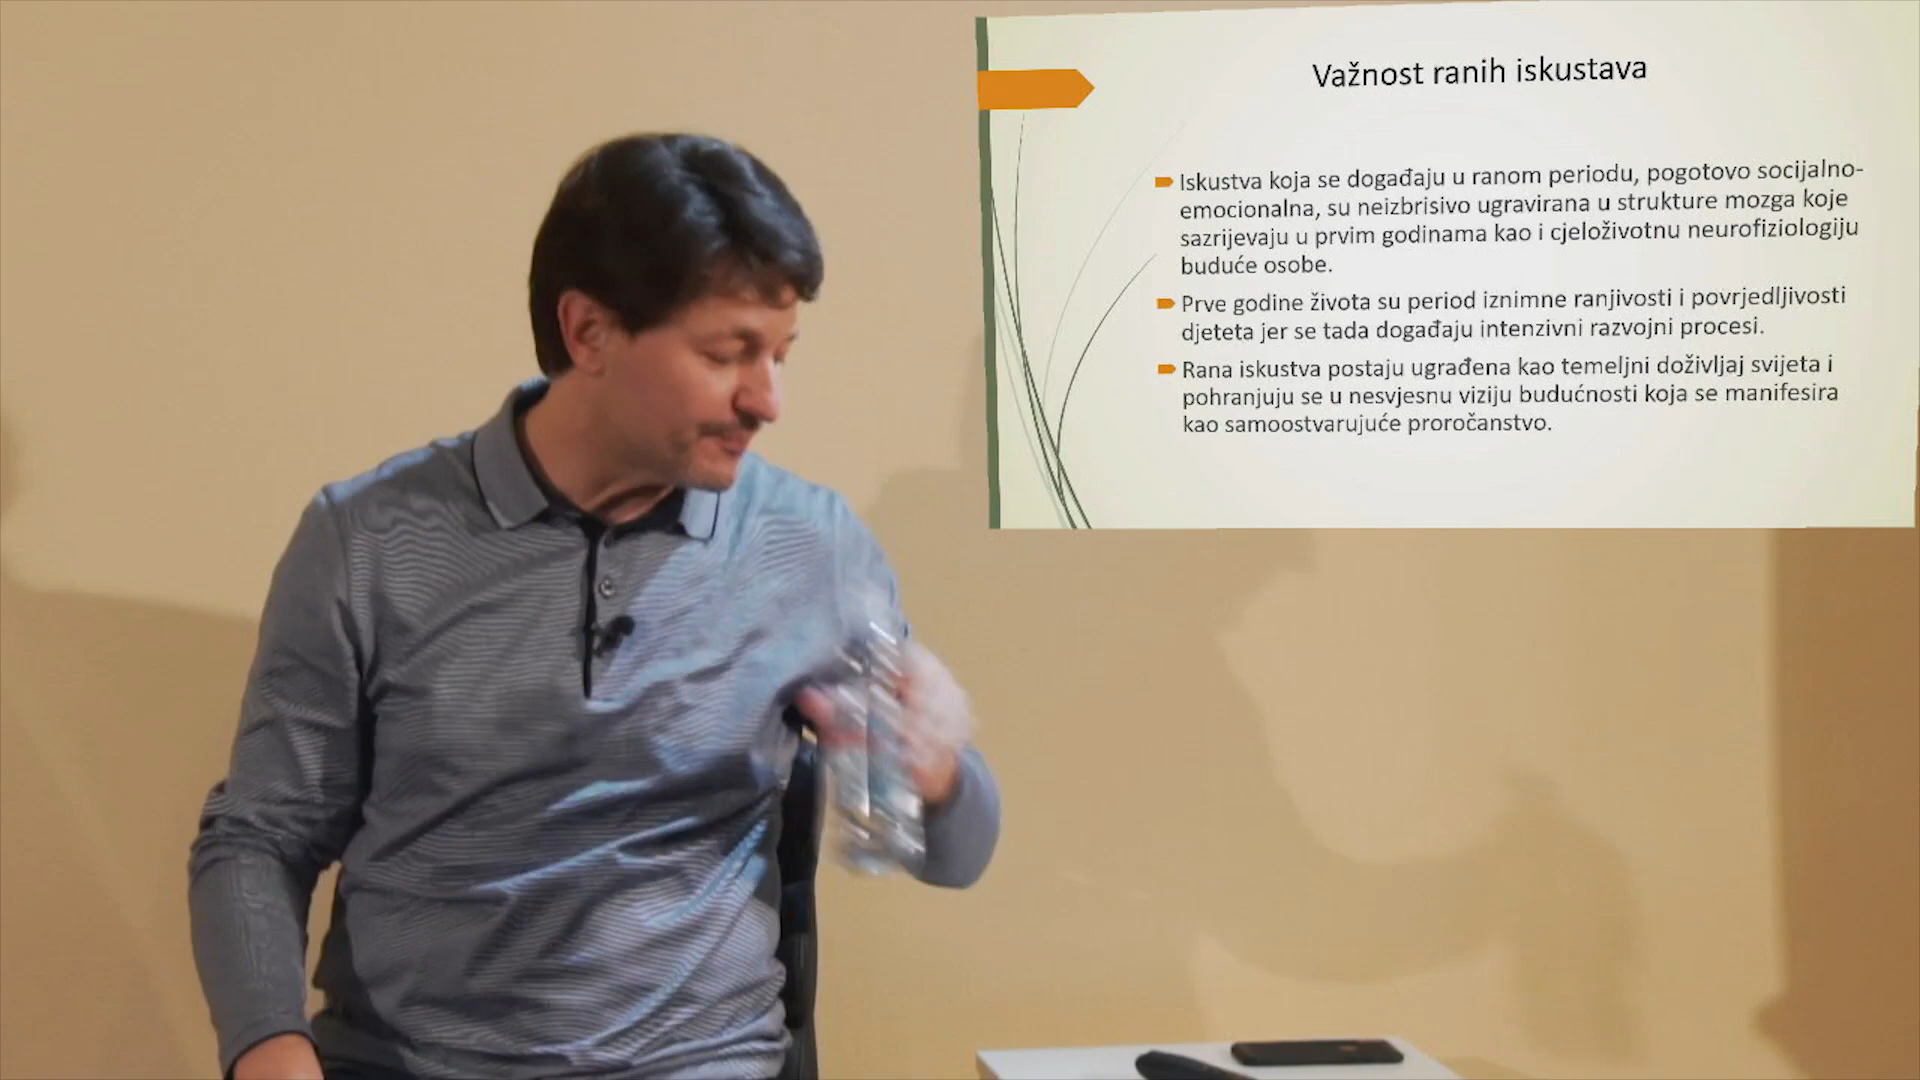 Važnost ranih iskustava
Iskustva koja se događaju u ranom periodu, pogotovo socijalno-
emocionalna, su neizbrisivo ugravirana u strukture mozga koje
sazrijevaju u prvim godinama kao i cjeloživotnu neurofiziologiju
buduće osobe.
Prve godine života su period iznimne ranjivosti i povrjedljivosti
djeteta jer se tada događaju intenzivni razvojni procesi.
Rana iskustva postaju ugrađena kao temeljni doživljaj svijeta i
pohranjuju se u nesvjesnu viziju budućnosti koja se manifesira
kao samoostvarujuće proročanstvo.